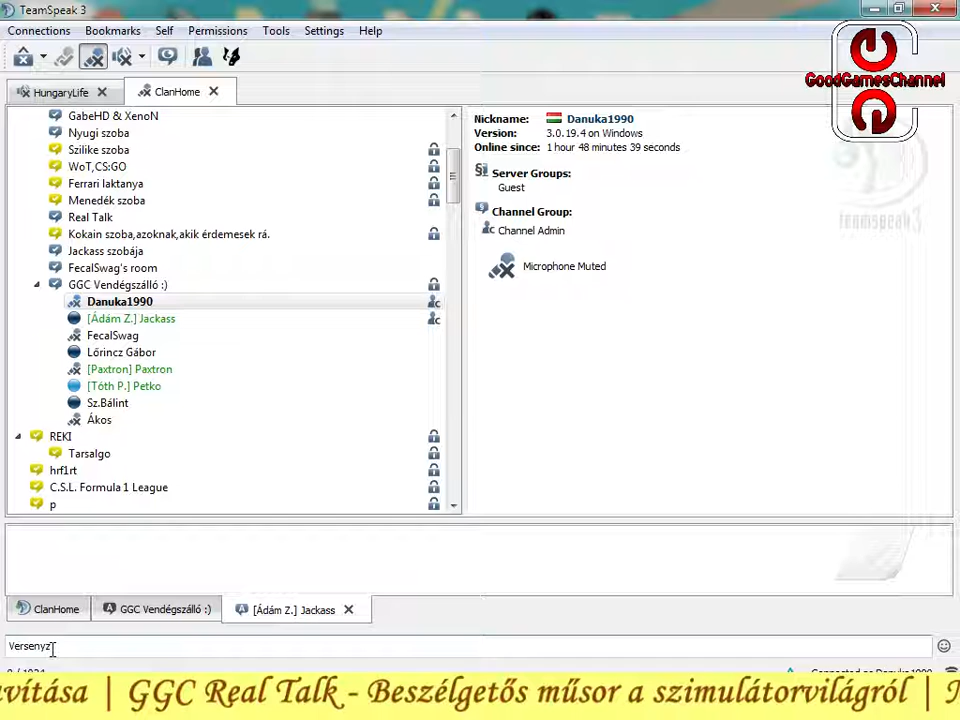 TeamSpeak 3
Connections Bookmarks Self Permissions Tools Settings Help
GoodGamesChannel
HungaryLife ClanHome
GabeHD & XenoN
Nyugi szoba
Szilike szoba
WoT,CS:GO
Ferrari laktanya
Menedék szoba
Real Talk
Kokain szoba,azoknak,akik érdemesek rá.
Jackass szobája
FecalSwag's room
GGC Vendégszálló :)
Danuka1990
[Ádám Z.] Jackass
FecalSwag
Lőrincz Gábor
[Paxtron] Paxtron
[Tóth P.] Petko
Sz.Bálint
Ákos
REKI
Tarsalgo
hrf1rt
C.S.L. Formula 1 League
p
Nickname: Danuka1990
Version: 3.0.19.4 on Windows
Online since: 1 hour 48 minutes 39 seconds
Server Groups:
Guest
Channel Group:
Channel Admin
Microphone Muted
teamspeak 3
ClanHome GGC Vendégszálló :) [Ádám Z.] Jackass
Versenyz
avítása | GGC Real Talk - Beszélgetős műsor a szimulátorvilágról |